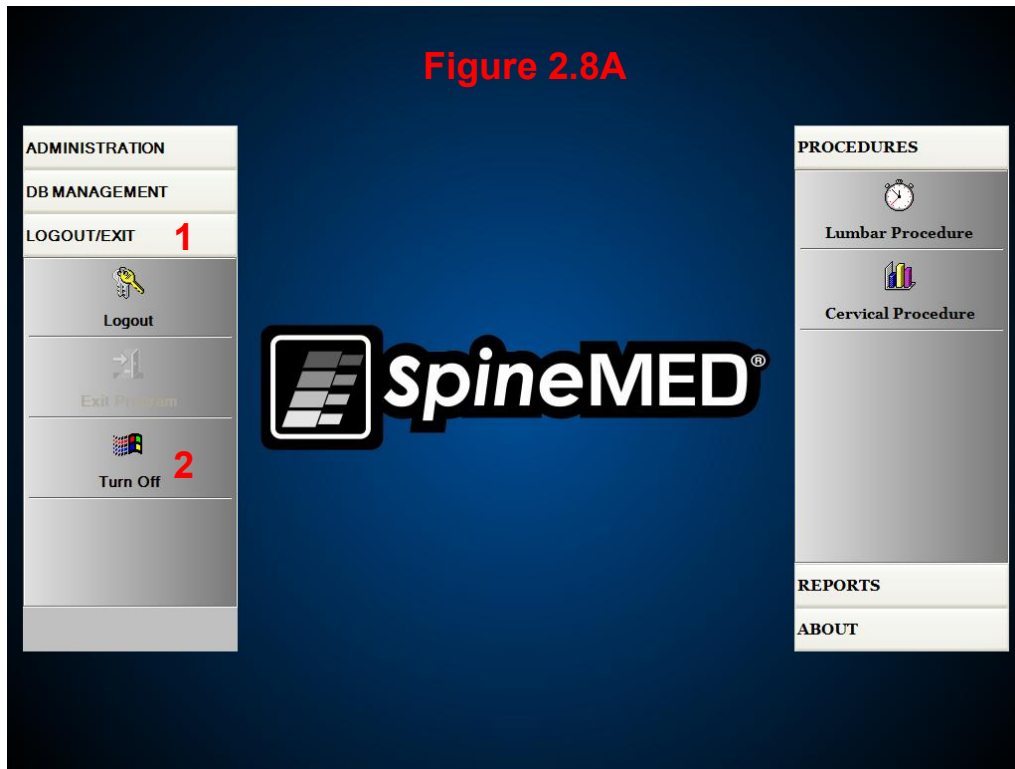 Figure 2.8A
ADMINISTRATION
DB MANAGEMENT
LOGOUT/EXIT 1
Logout
Exit Program
Turn Off 2
SpineMED®
PROCEDURES
Lumbar Procedure
Cervical Procedure
REPORTS
ABOUT